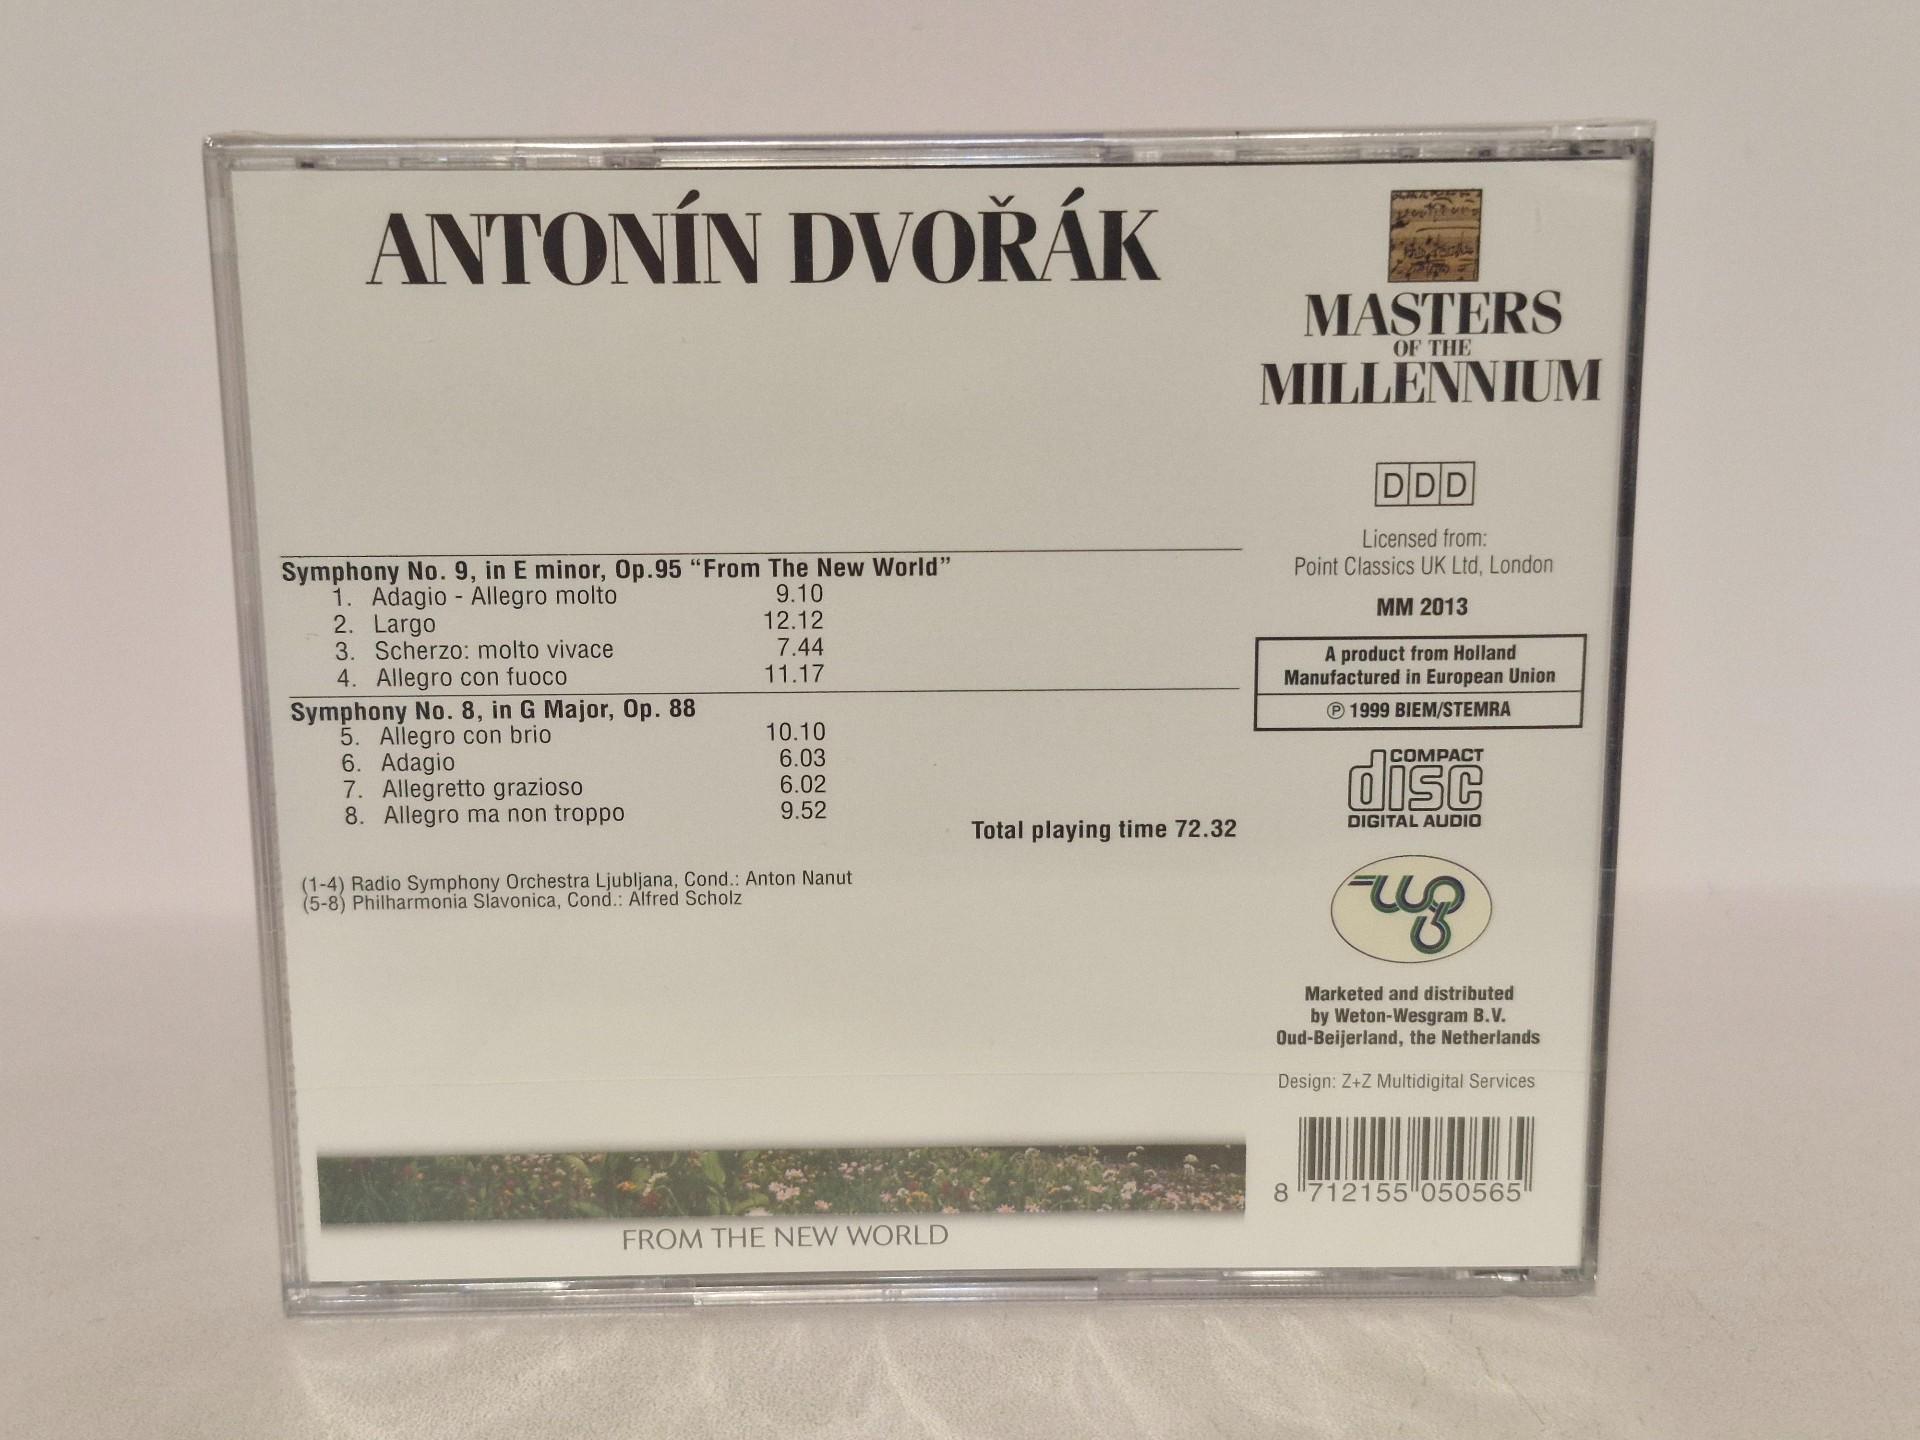 ANTONÍN DVOŘÁK
Symphony No. 9, in E minor, Op.95 “From The New World”
1. Adagio - Allegro molto 9.10
2. Largo 12.12
3. Scherzo: molto vivace 7.44
4. Allegro con fuoco 11.17
Symphony No. 8, in G Major, Op. 88
5. Allegro con brio 10.10
6. Adagio 6.03
7. Allegretto grazioso 6.02
8. Allegro ma non troppo 9.52
Total playing time 72.32
(1-4) Radio Symphony Orchestra Ljubljana, Cond.: Anton Nanut
(5-8) Philharmonia Slavonica, Cond.: Alfred Scholz
FROM THE NEW WORLD
MASTERS
OF THE
MILLENNIUM
DDD
Licensed from:
Point Classics UK Ltd, London
MM 2013
A product from Holland
Manufactured in European Union
℗ 1999 BIEM/STEMRA
COMPACT
disc
DIGITAL AUDIO
Marketed and distributed
by Weton-Wesgram B.V.
Oud-Beijerland, the Netherlands
Design: Z+Z Multidigital Services
8 712155 050565